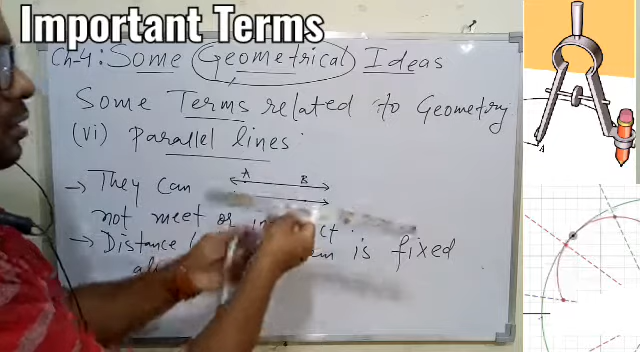 Important Terms
Ch-4: Some Geometrical Ideas
Some Terms related to Geometry
(vi) Parallel lines:
A B
→ They can
not meet or
→ Distance is fixed
A